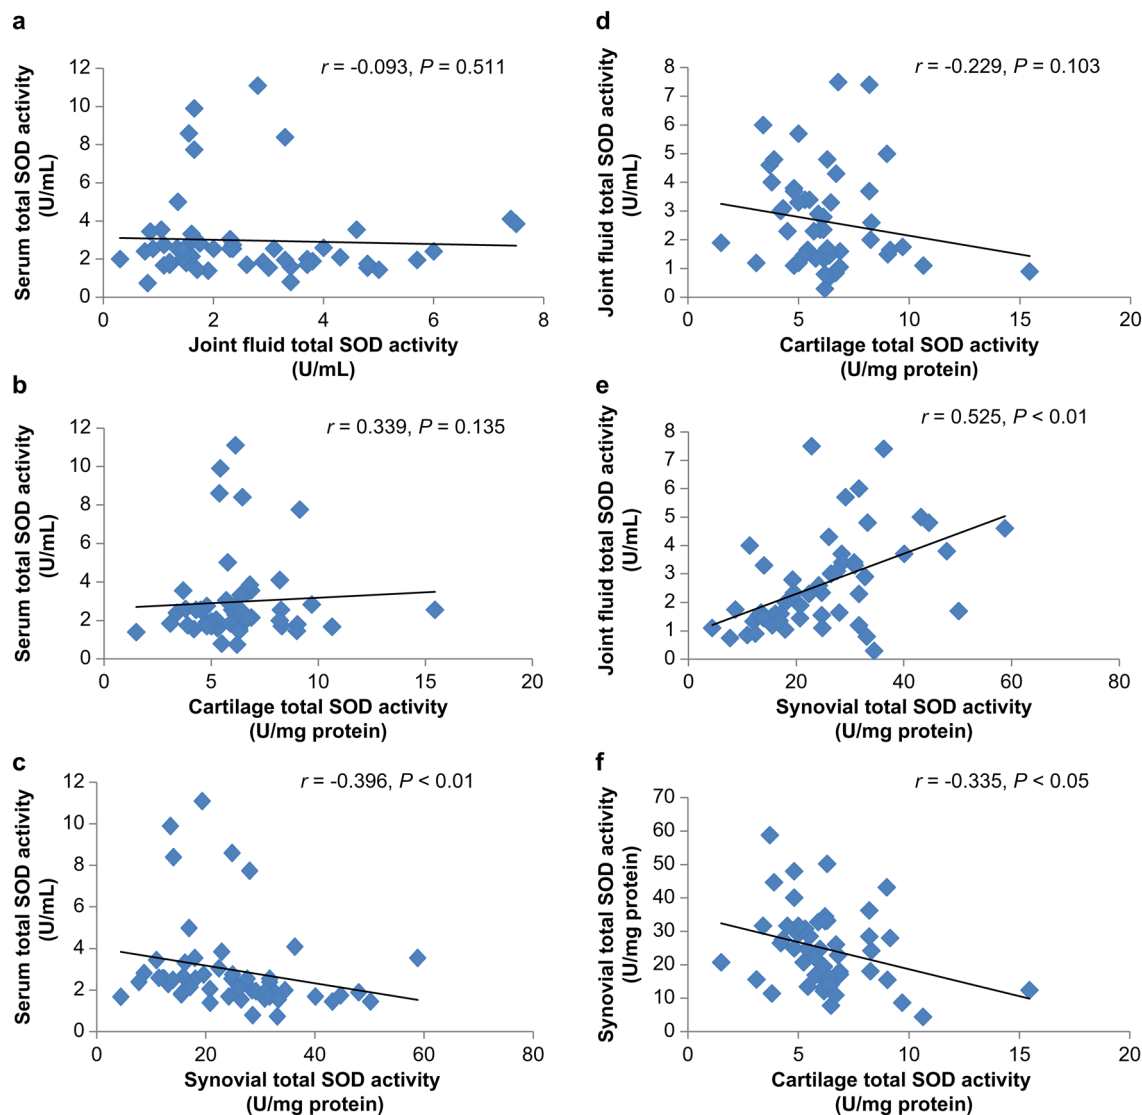 a
r = -0.093, P = 0.511
Serum total SOD activity
(U/mL)
12
10
8
6
4
2
0
0 2 4 6 8
Joint fluid total SOD activity
(U/mL)
b
r = 0.339, P = 0.135
Serum total SOD activity
(U/mL)
12
10
8
6
4
2
0
0 5 10 15 20
Cartilage total SOD activity
(U/mg protein)
c
r = -0.396, P < 0.01
Serum total SOD activity
(U/mL)
12
10
8
6
4
2
0
0 20 40 60 80
Synovial total SOD activity
(U/mg protein)
d
r = -0.229, P = 0.103
Joint fluid total SOD activity
(U/mL)
8
7
6
5
4
3
2
1
0
0 5 10 15 20
Cartilage total SOD activity
(U/mg protein)
e
r = 0.525, P < 0.01
Joint fluid total SOD activity
(U/mL)
8
7
6
5
4
3
2
1
0
0 20 40 60 80
Synovial total SOD activity
(U/mg protein)
f
r = -0.335, P < 0.05
Synovial total SOD activity
(U/mg protein)
70
60
50
40
30
20
10
0
0 5 10 15 20
Cartilage total SOD activity
(U/mg protein)